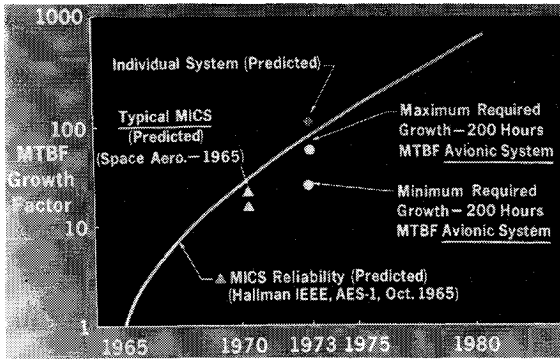 1000
Individual System (Predicted)
Typical MICS
(Predicted)
(Space Aero.—1965)
Maximum Required
Growth—200 Hours
MTBF Avionic System
100
MTBF
Growth
Factor
Minimum Required
Growth—200 Hours
MTBF Avionic System
10
MICS Reliability (Predicted)
(Hallman IEEE, AES-1, Oct. 1965)
1
1965
1970
1973
1975
1980